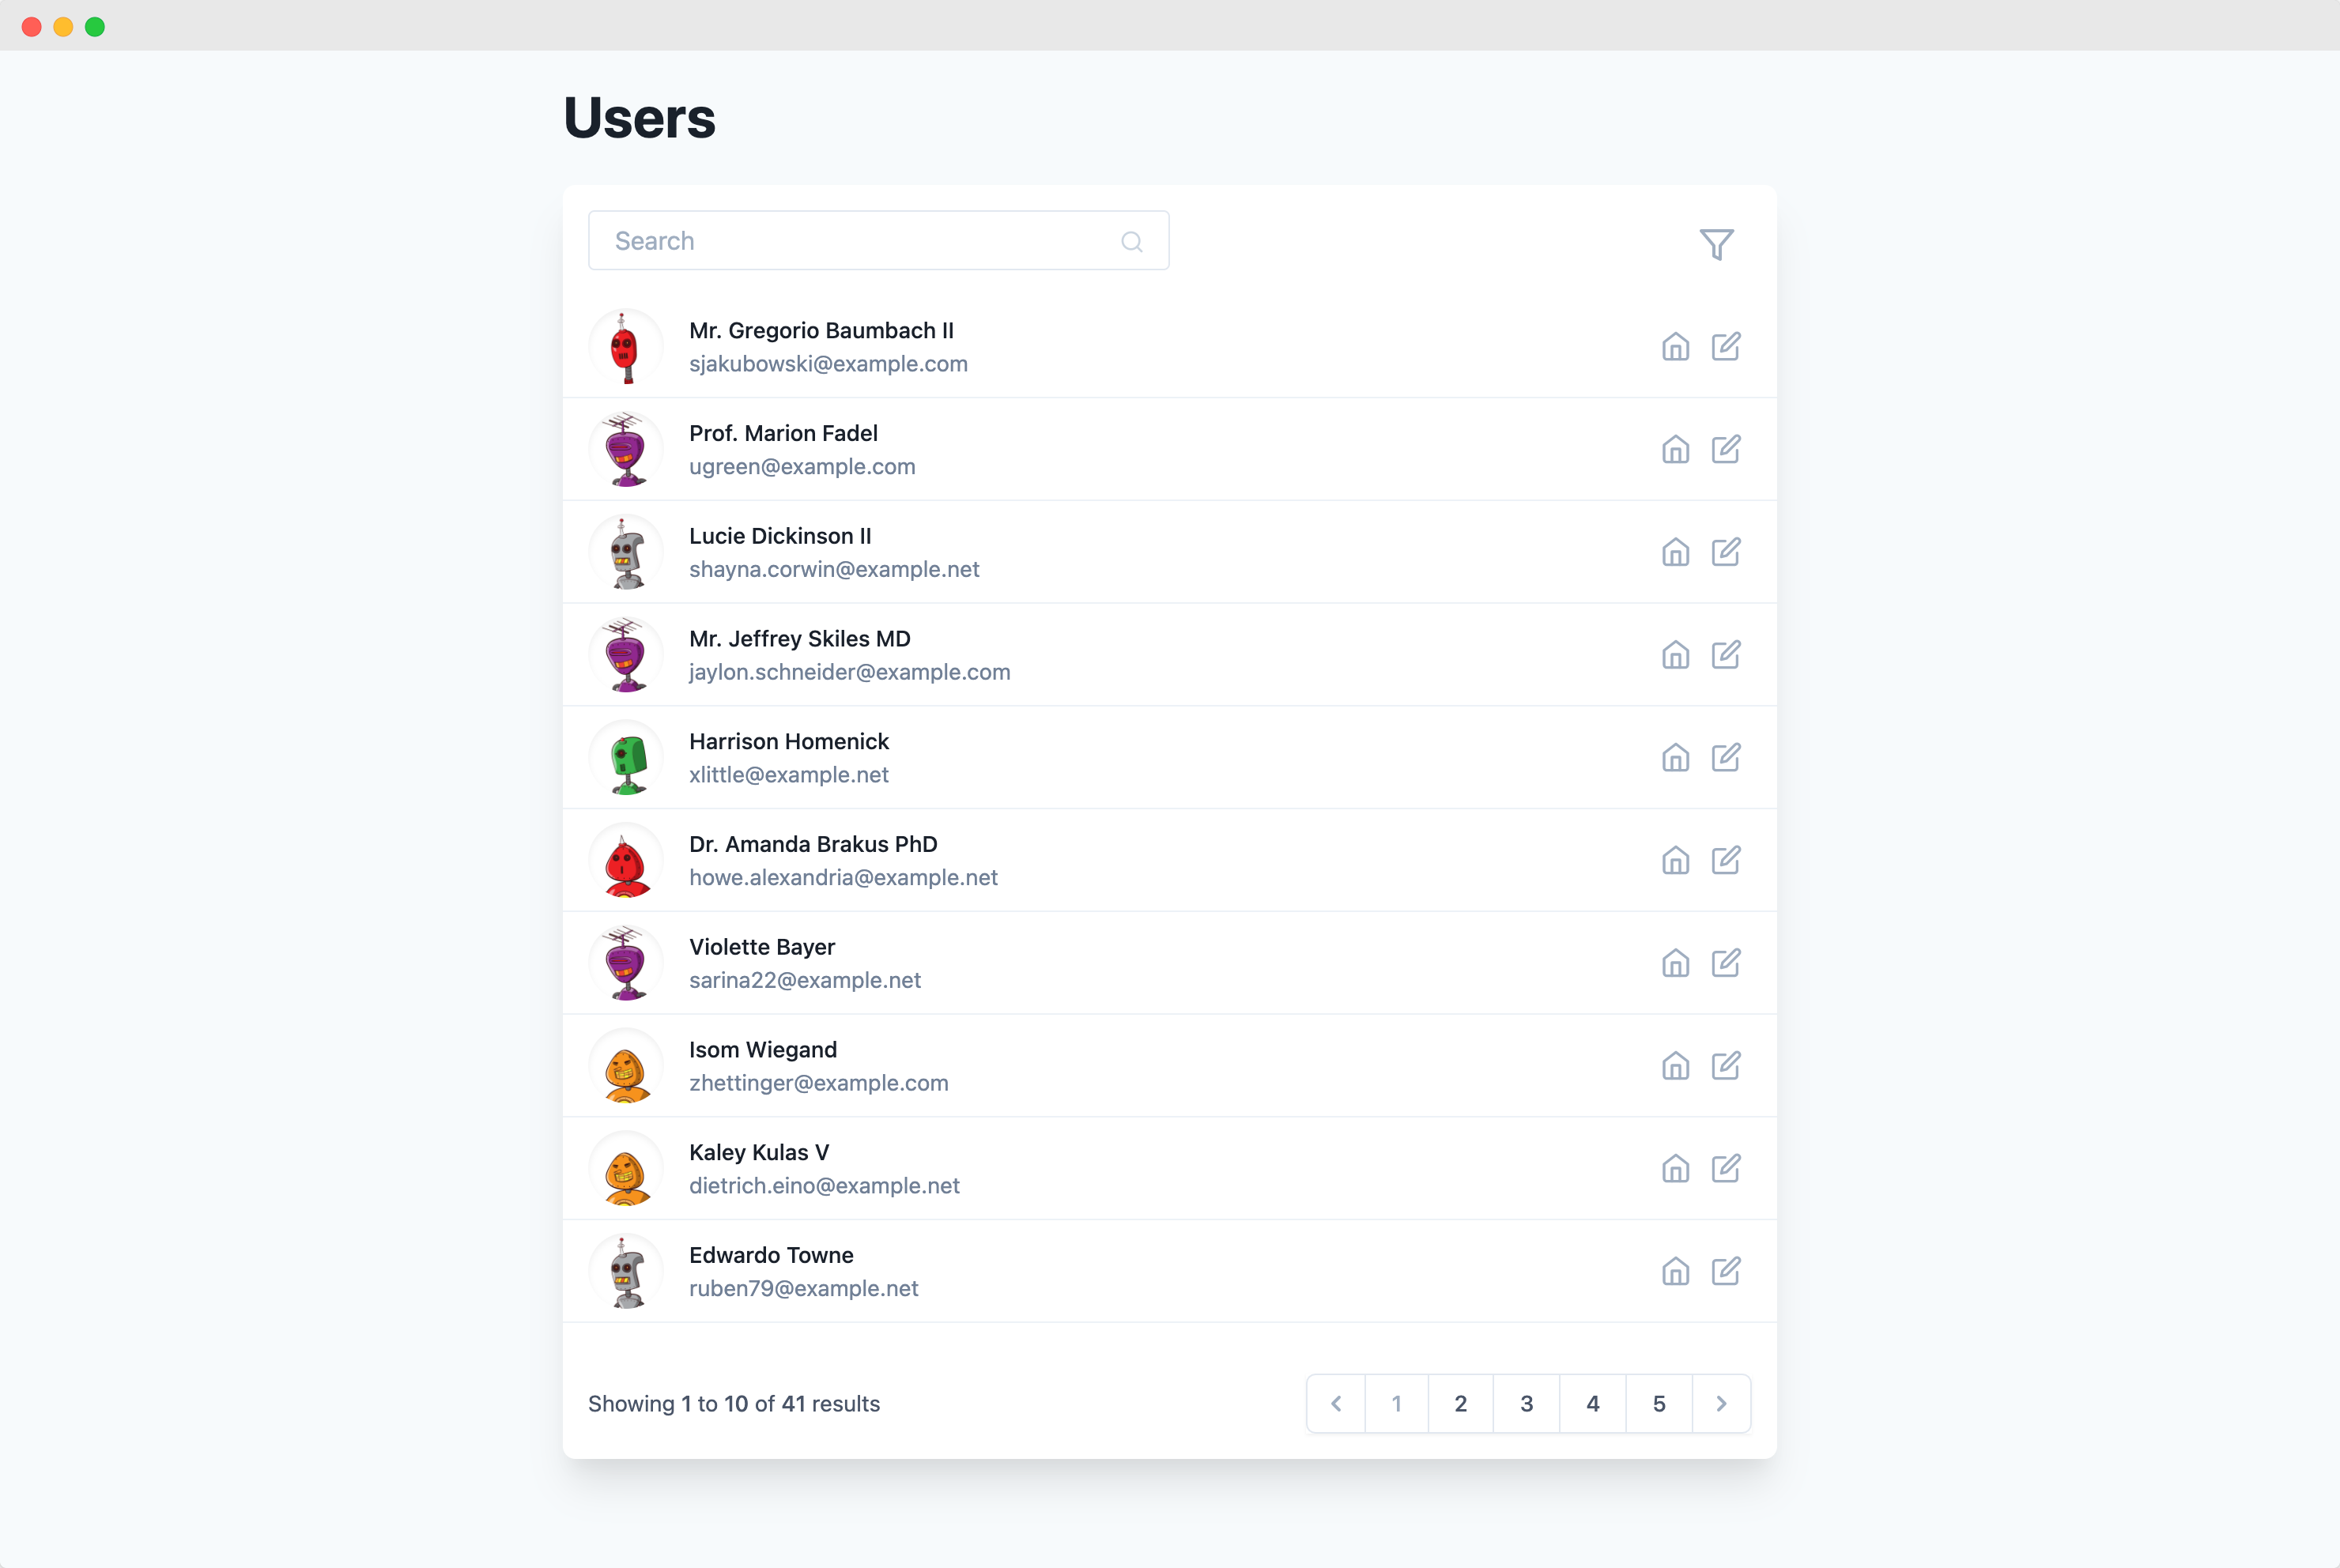 Users
Search
Mr. Gregorio Baumbach II
sjakubowski@example.com
Prof. Marion Fadel
ugreen@example.com
Lucie Dickinson II
shayna.corwin@example.net
Mr. Jeffrey Skiles MD
jaylon.schneider@example.com
Harrison Homenick
xlittle@example.net
Dr. Amanda Brakus PhD
howe.alexandria@example.net
Violette Bayer
sarina22@example.net
Isom Wiegand
zhettinger@example.com
Kaley Kulas V
dietrich.eino@example.net
Edwardo Towne
ruben79@example.net
Showing 1 to 10 of 41 results
1 2 3 4 5